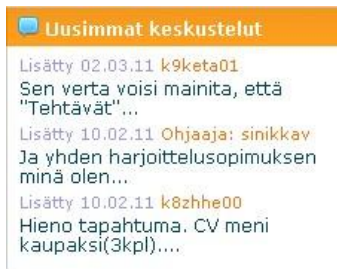 Uusimmat keskustelut
Lisätty 02.03.11 k9keta01
Sen verta voisi mainita, että
"Tehtävät"...
Lisätty 10.02.11 Ohjaaja: sinikkav
Ja yhden harjoittelusopimuksen
minä olen...
Lisätty 10.02.11 k8zhhe00
Hieno tapahtuma. CV meni
kaupaksi(3kpl)....